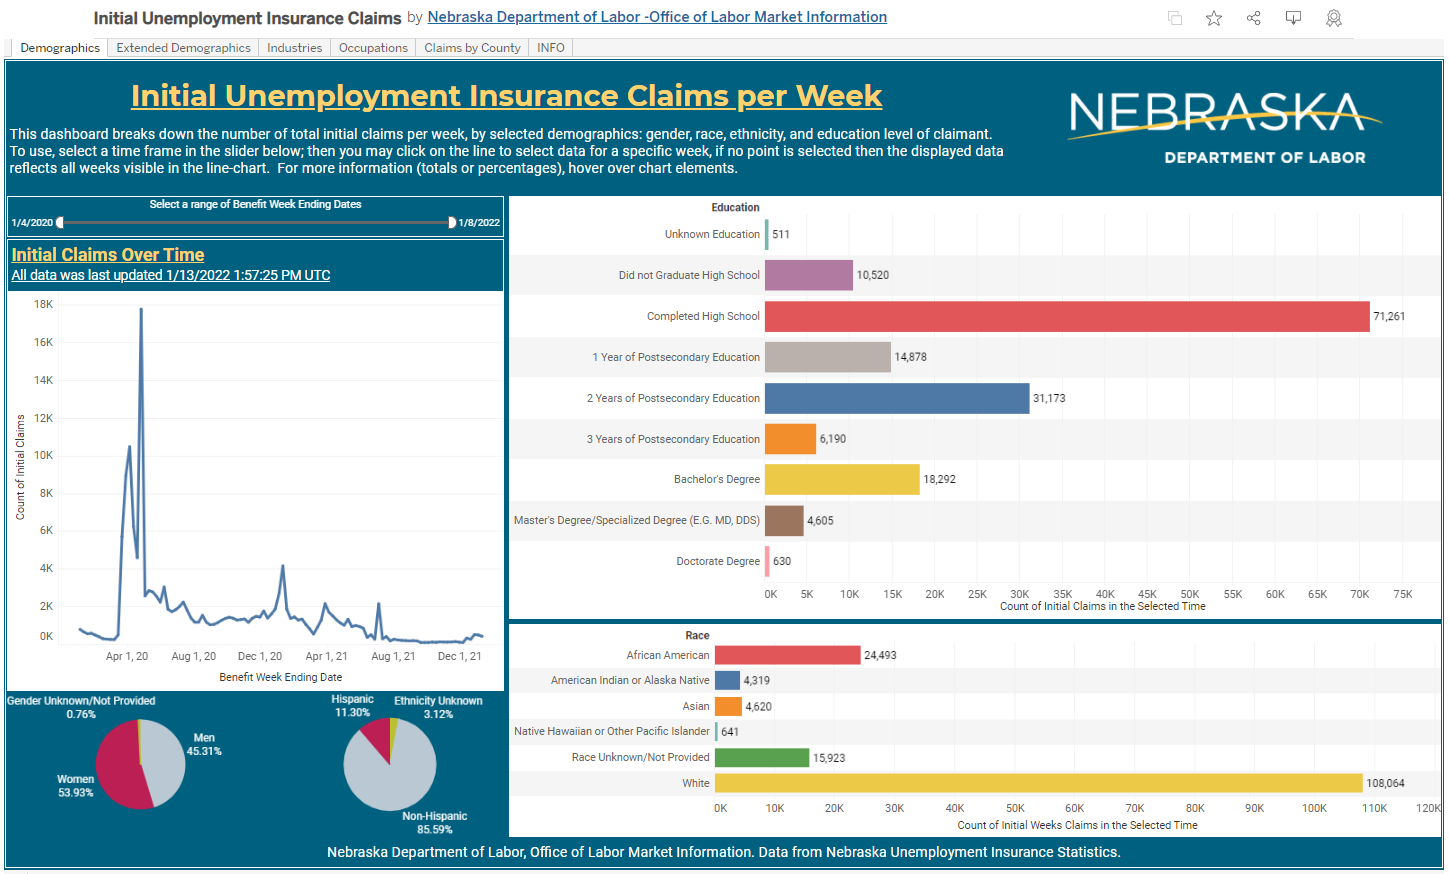 Initial Unemployment Insurance Claims by Nebraska Department of Labor -Office of Labor Market Information
Demographics Extended Demographics Industries Occupations Claims by County INFO
Initial Unemployment Insurance Claims per Week
This dashboard breaks down the number of total initial claims per week, by selected demographics: gender, race, ethnicity, and education level of claimant.
To use, select a time frame in the slider below; then you may click on the line to select data for a specific week, if no point is selected then the displayed data
reflects all weeks visible in the line-chart. For more information (totals or percentages), hover over chart elements.
NEBRASKA
DEPARTMENT OF LABOR
Select a range of Benefit Week Ending Dates
1/4/2020 1/8/2022
Initial Claims Over Time
All data was last updated 1/13/2022 1:57:25 PM UTC
18K
16K
14K
12K
10K
8K
6K
4K
2K
0K
Count of Initial Claims
Apr 1, 20 Aug 1, 20 Dec 1, 20 Apr 1, 21 Aug 1, 21 Dec 1, 21
Benefit Week Ending Date
Gender Unknown/Not Provided
0.76%
Men
45.31%
Women
53.93%
Hispanic
11.30%
Ethnicity Unknown
3.12%
Non-Hispanic
85.59%
Education
Unknown Education 511
Did not Graduate High School 10,520
Completed High School 71,261
1 Year of Postsecondary Education 14,878
2 Years of Postsecondary Education 31,173
3 Years of Postsecondary Education 6,190
Bachelor's Degree 18,292
Master's Degree/Specialized Degree (E.G. MD, DDS) 4,605
Doctorate Degree 630
0K 5K 10K 15K 20K 25K 30K 35K 40K 45K 50K 55K 60K 65K 70K 75K
Count of Initial Claims in the Selected Time
Race
African American 24,493
American Indian or Alaska Native 4,319
Asian 4,620
Native Hawaiian or Other Pacific Islander 641
Race Unknown/Not Provided 15,923
White 108,064
0K 10K 20K 30K 40K 50K 60K 70K 80K 90K 100K 110K 120K
Count of Initial Weeks Claims in the Selected Time
Nebraska Department of Labor, Office of Labor Market Information. Data from Nebraska Unemployment Insurance Statistics.